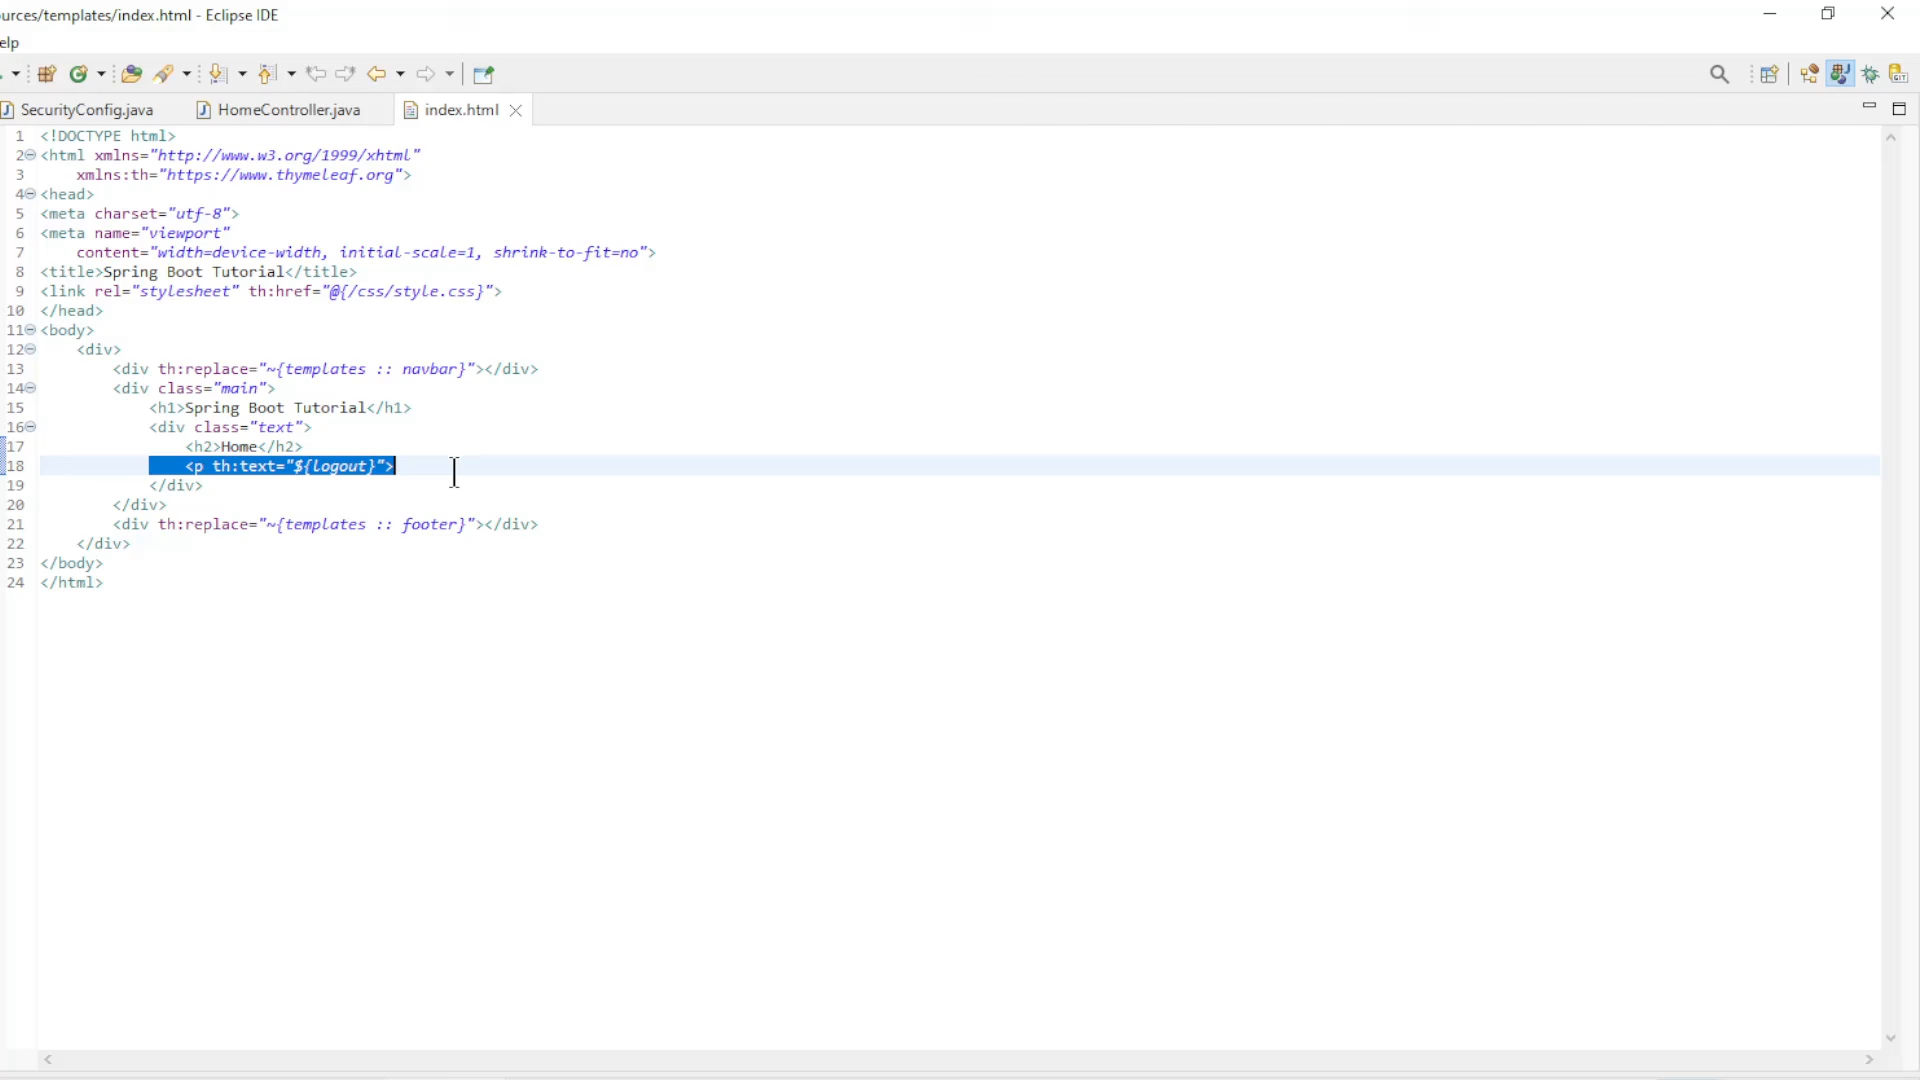 urces/templates/index.html - Eclipse IDE
elp
SecurityConfig.java HomeController.java index.html
1 <!DOCTYPE html>
2 <html xmlns="http://www.w3.org/1999/xhtml"
3 xmlns:th="https://www.thymeleaf.org">
4 <head>
5 <meta charset="utf-8">
6 <meta name="viewport"
7 content="width=device-width, initial-scale=1, shrink-to-fit=no">
8 <title>Spring Boot Tutorial</title>
9 <link rel="stylesheet" th:href="@{/css/style.css}">
10 </head>
11 <body>
12 <div>
13 <div th:replace="~{templates :: navbar}"></div>
14 <div class="main">
15 <h1>Spring Boot Tutorial</h1>
16 <div class="text">
17 <h2>Home</h2>
18 <p th:text="${logout}">
19 </div>
20 </div>
21 <div th:replace="~{templates :: footer}"></div>
22 </div>
23 </body>
24 </html>